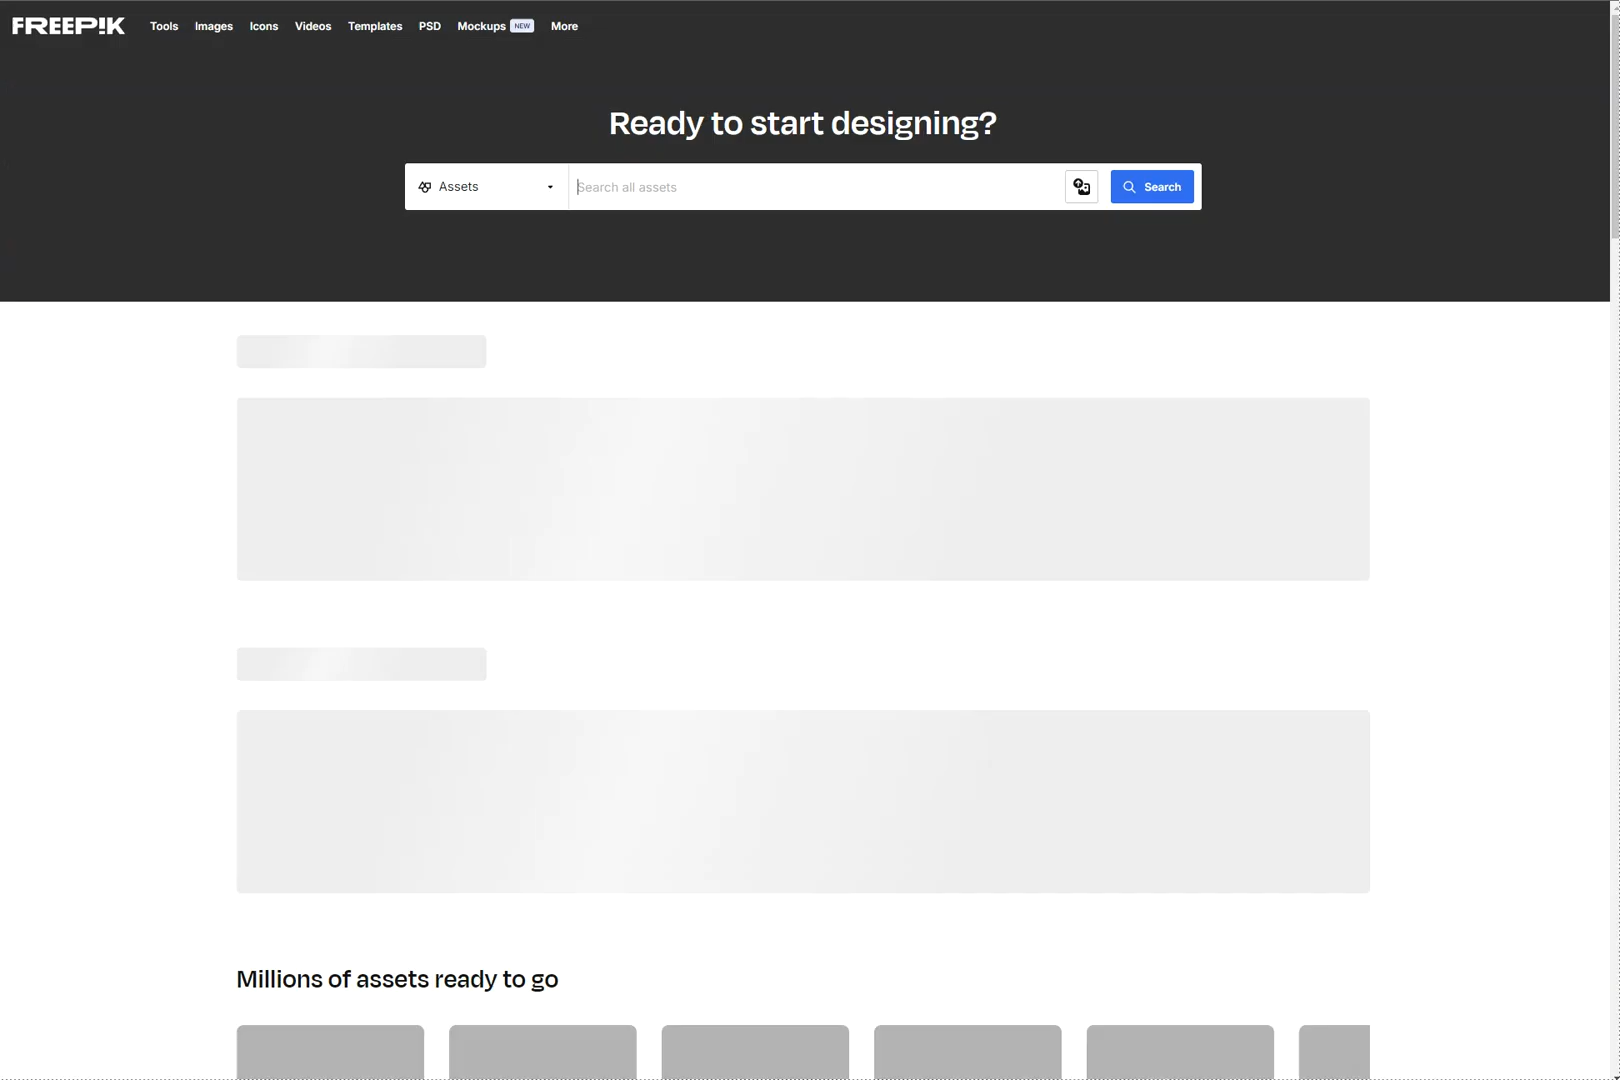 FREEP!K Tools Images Icons Videos Templates PSD Mockups NEW More
Ready to start designing?
Assets Search all assets Search
Millions of assets ready to go